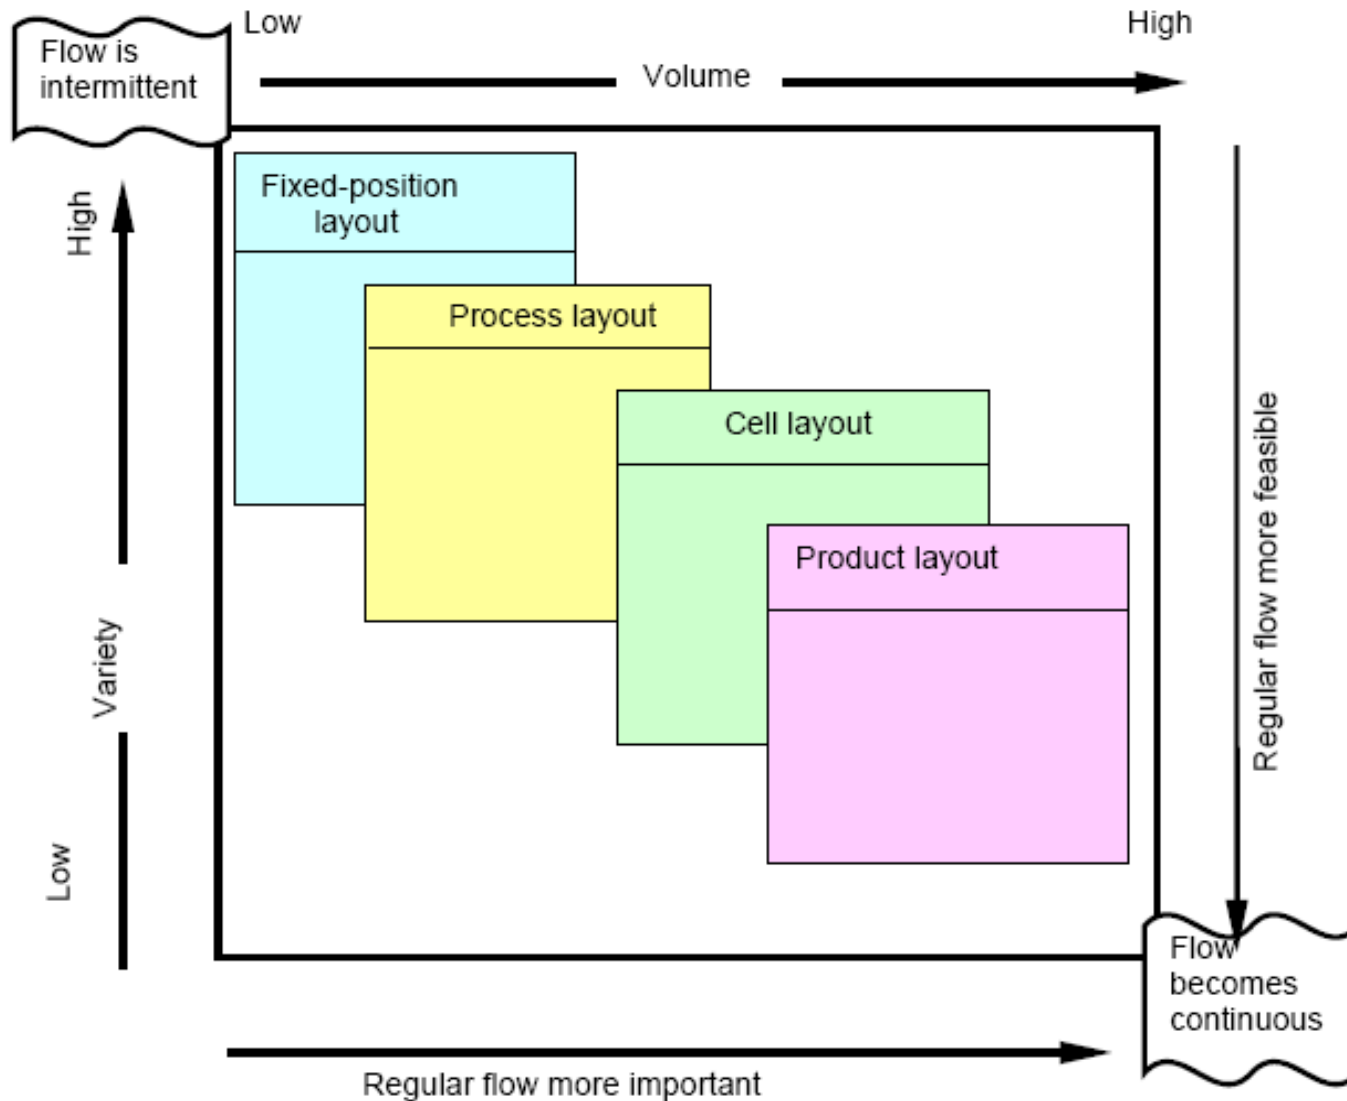 Low
High
Flow is
intermittent
Volume
High
Fixed-position
layout
Process layout
Cell layout
Product layout
Variety
Low
Regular flow more feasible
Flow
becomes
continuous
Regular flow more important